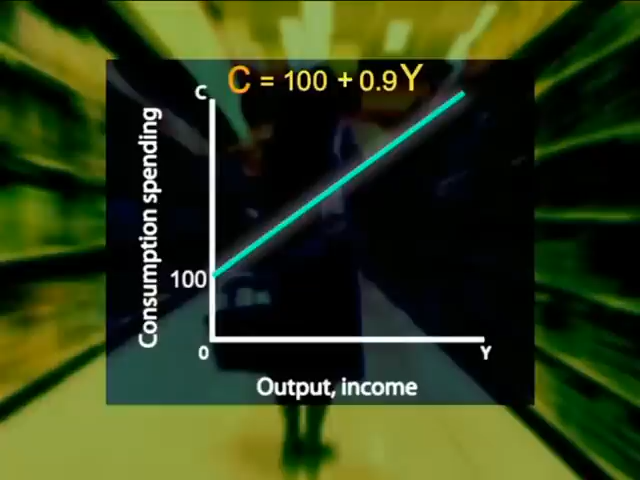 C = 100 + 0.9Y
C
Consumption spending
100
0
Y
Output, income